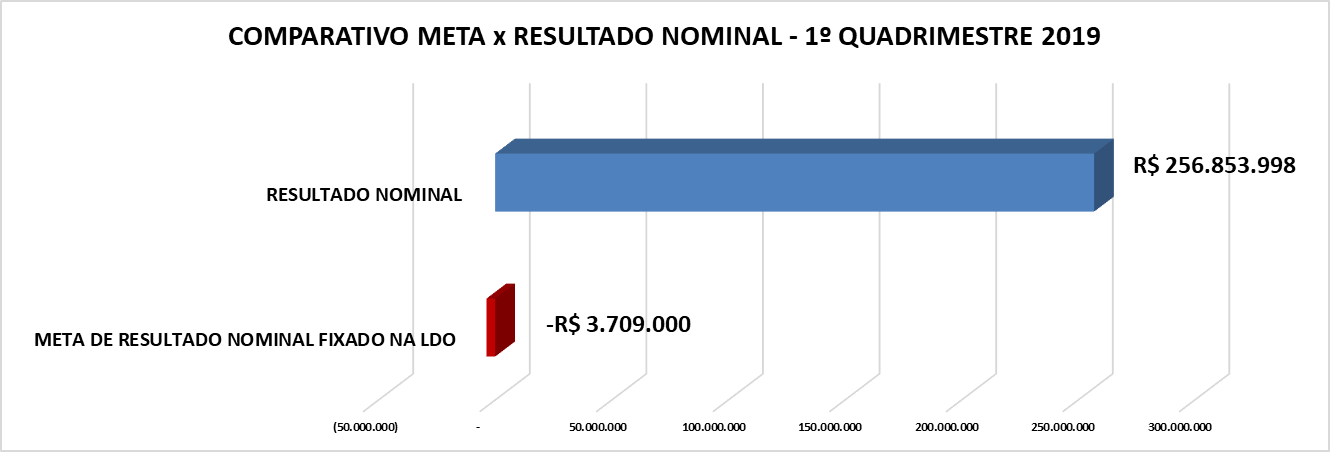 COMPARATIVO META x RESULTADO NOMINAL - 1º QUADRIMESTRE 2019
R$ 256.853.998
RESULTADO NOMINAL
-R$ 3.709.000
META DE RESULTADO NOMINAL FIXADO NA LDO
(50.000.000) - 50.000.000 100.000.000 150.000.000 200.000.000 250.000.000 300.000.000